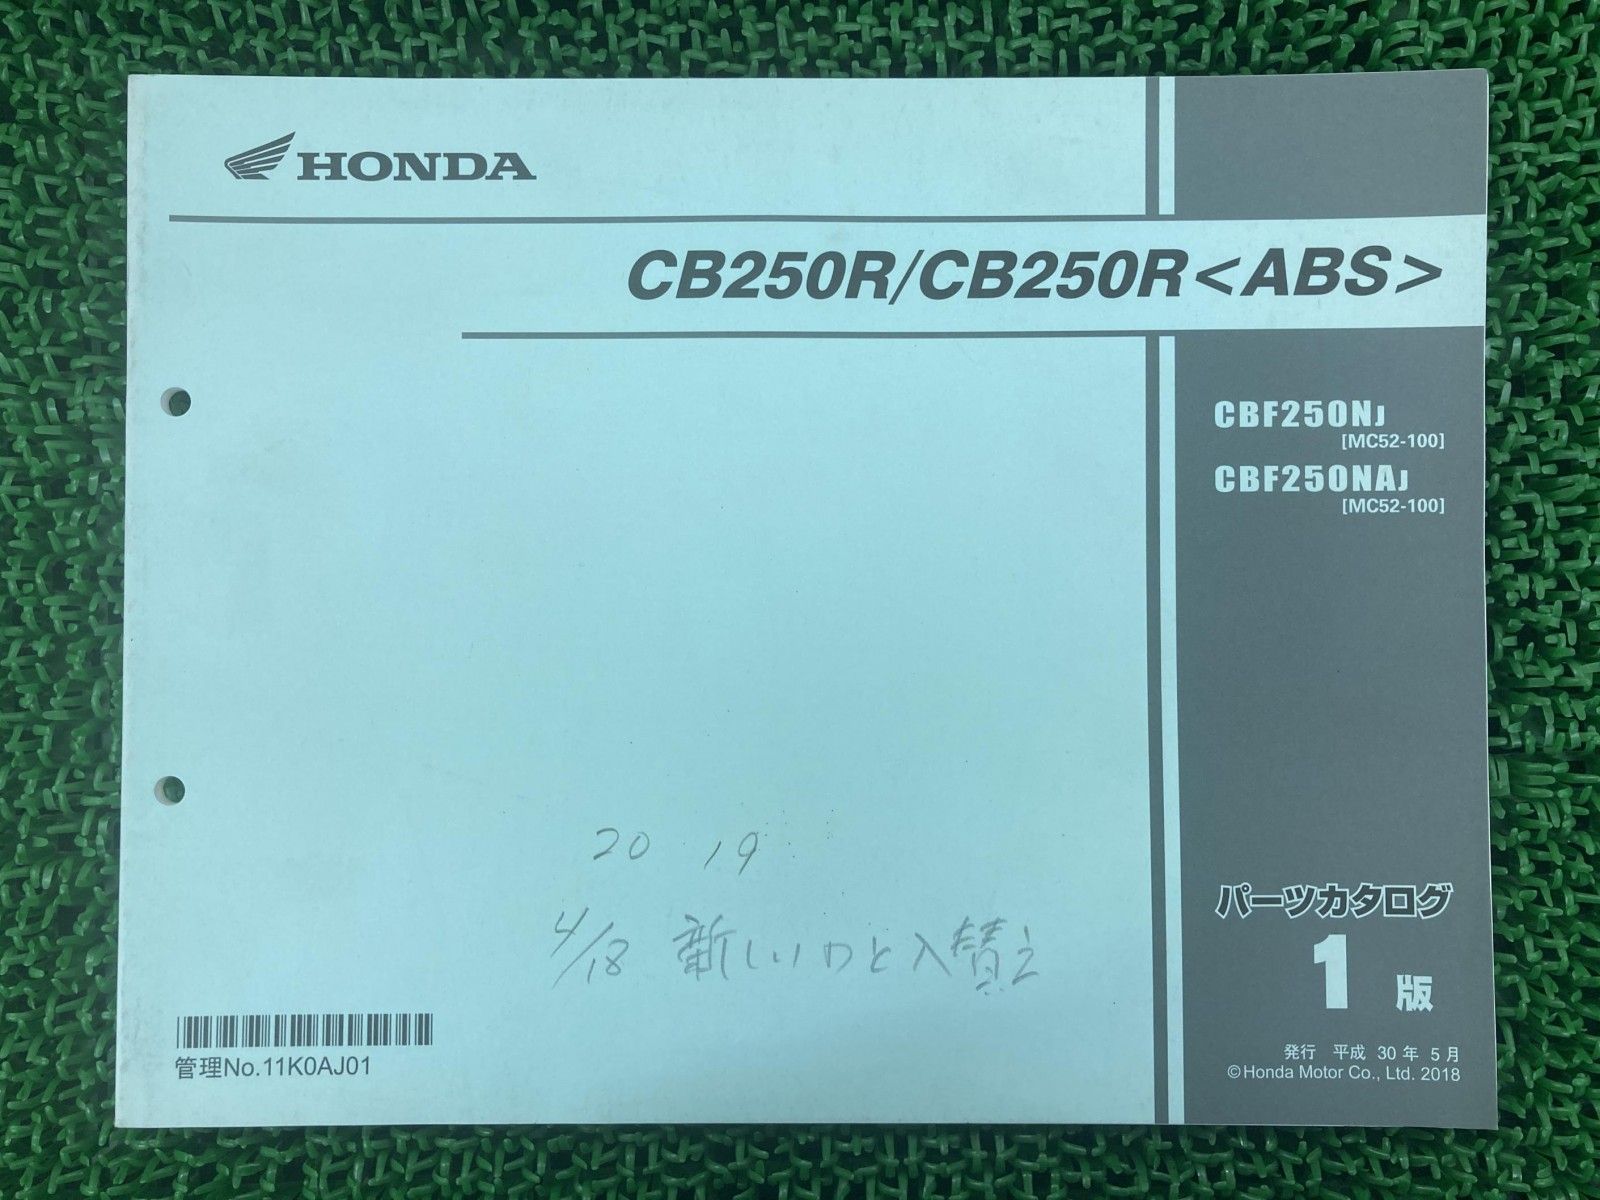 HONDA
CB250R/CB250R<ABS>
CBF250NJ
[MC52-100]
CBF250NAJ
[MC52-100]
20 19
4/18 新しいのと入替え
パーツカタログ
1版
管理No.11K0AJ01
発行 平成 30 年 5 月
©Honda Motor Co., Ltd. 2018